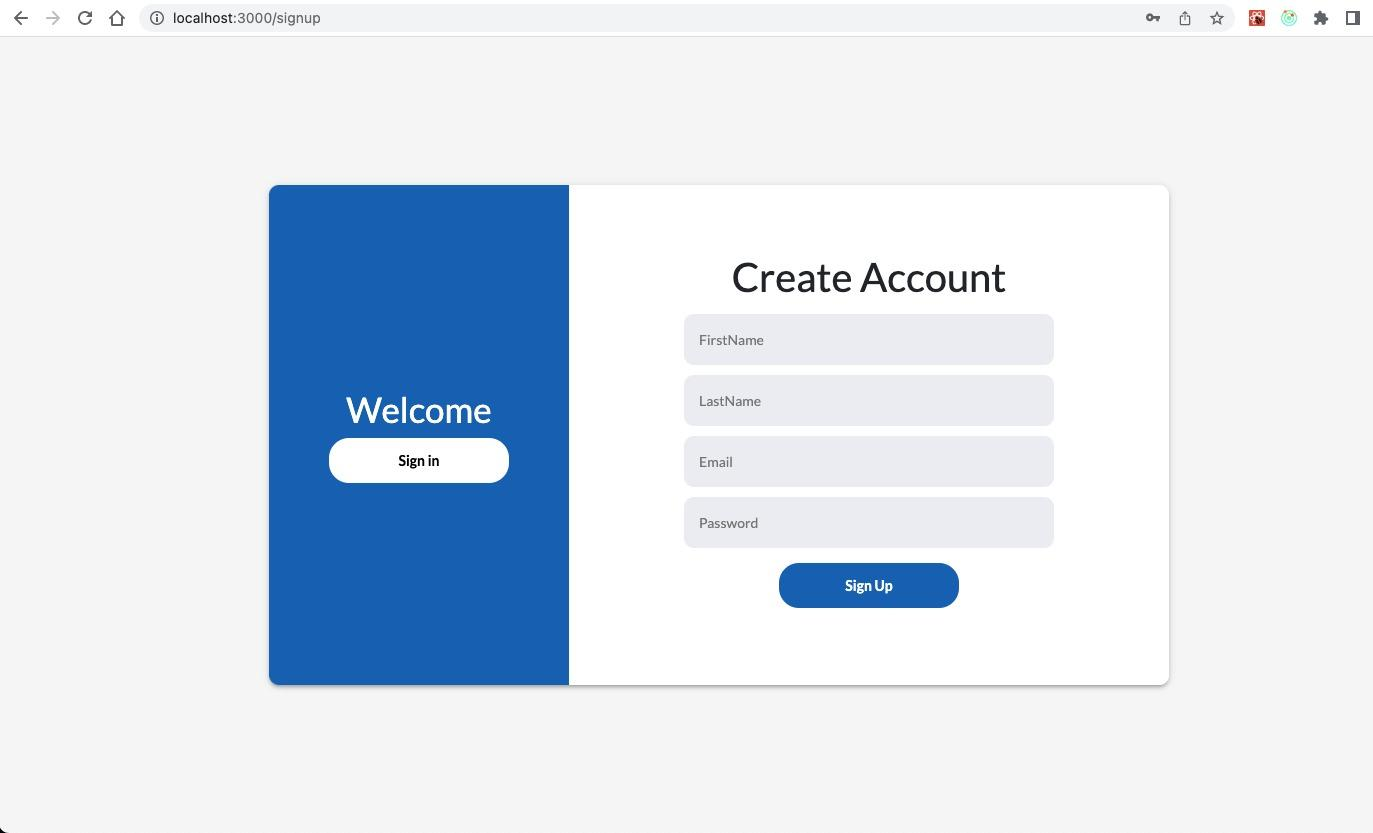 localhost:3000/signup
Create Account
FirstName
LastName
Welcome
Email
Sign in
Password
Sign Up